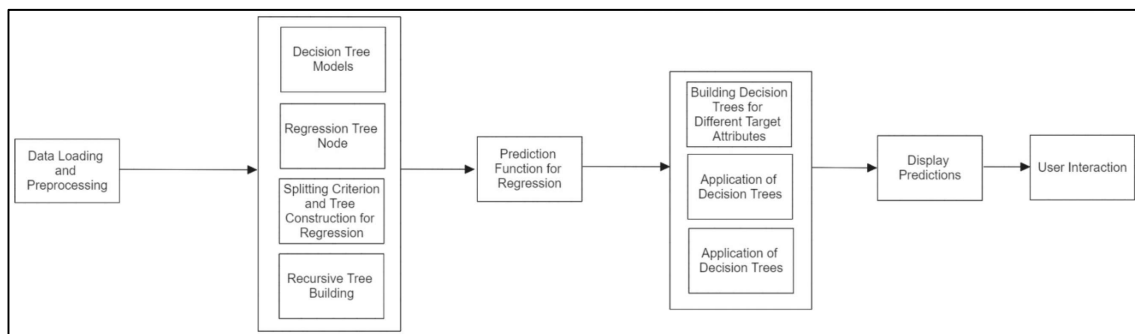 Data Loading
and
Preprocessing
Decision Tree
Models
Regression Tree
Node
Splitting Criterion
and Tree
Construction for
Regression
Recursive Tree
Building
Prediction
Function for
Regression
Building Decision
Trees for
Different Target
Attributes
Application of
Decision Trees
Application of
Decision Trees
Display
Predictions
User Interaction